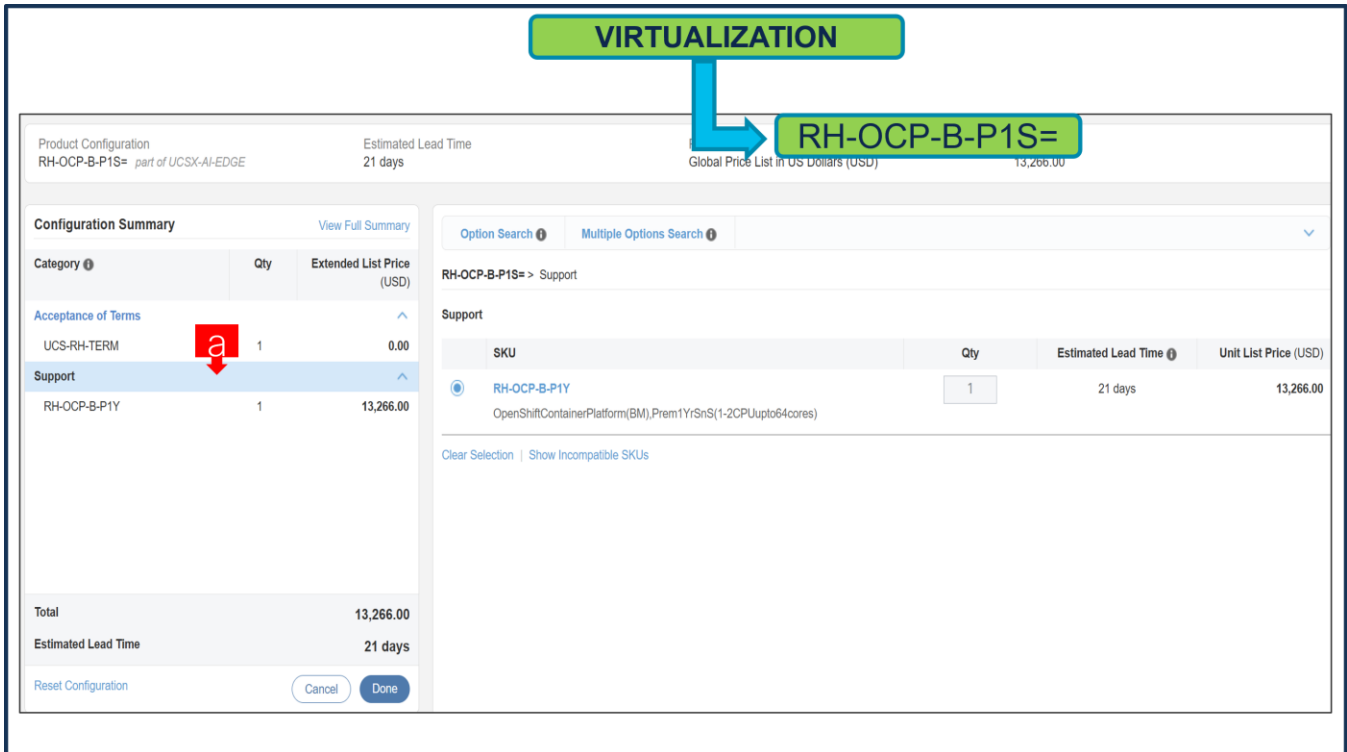 VIRTUALIZATION
RH-OCP-B-P1S=
Product Configuration
RH-OCP-B-P1S= part of UCSX-AI-EDGE
Estimated Lead Time
21 days
Global Price List in US Dollars (USD)
13,266.00
Configuration Summary
View Full Summary
Category
Qty
Extended List Price
(USD)
Acceptance of Terms
UCS-RH-TERM
1
0.00
a
Support
RH-OCP-B-P1Y
1
13,266.00
Total
13,266.00
Estimated Lead Time
21 days
Reset Configuration
Cancel
Done
Option Search
Multiple Options Search
RH-OCP-B-P1S= > Support
Support
SKU
Qty
Estimated Lead Time
Unit List Price (USD)
RH-OCP-B-P1Y
1
21 days
13,266.00
OpenShiftContainerPlatform(BM),Prem1YrSnS(1-2CPUupto64cores)
Clear Selection | Show Incompatible SKUs